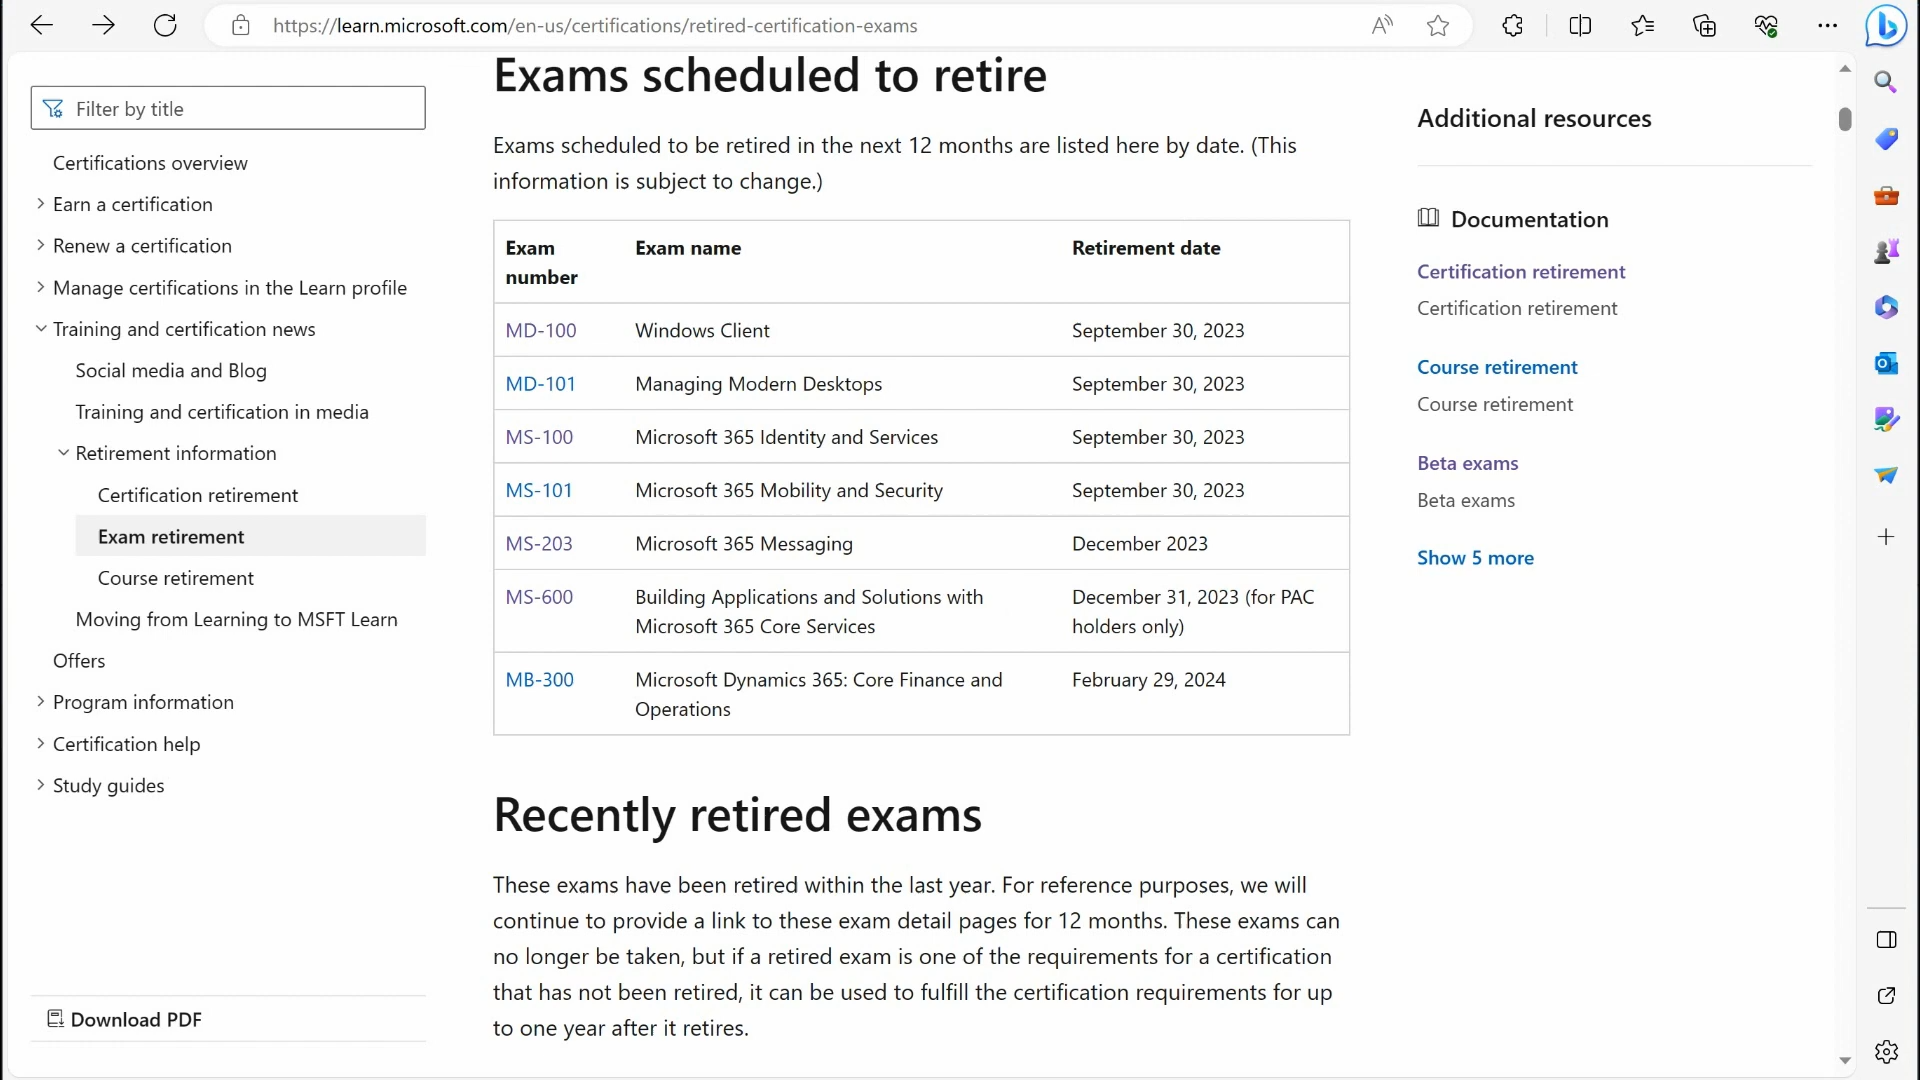 https://learn.microsoft.com/en-us/certifications/retired-certification-exams
Filter by title
Certifications overview
Earn a certification
Renew a certification
Manage certifications in the Learn profile
Training and certification news
Social media and Blog
Training and certification in media
Retirement information
Certification retirement
Exam retirement
Course retirement
Moving from Learning to MSFT Learn
Offers
Program information
Certification help
Study guides
Download PDF
Exams scheduled to retire
Exams scheduled to be retired in the next 12 months are listed here by date. (This
information is subject to change.)
Exam number Exam name Retirement date
MD-100 Windows Client September 30, 2023
MD-101 Managing Modern Desktops September 30, 2023
MS-100 Microsoft 365 Identity and Services September 30, 2023
MS-101 Microsoft 365 Mobility and Security September 30, 2023
MS-203 Microsoft 365 Messaging December 2023
MS-600 Building Applications and Solutions with December 31, 2023 (for PAC
Microsoft 365 Core Services holders only)
MB-300 Microsoft Dynamics 365: Core Finance and February 29, 2024
Operations
Recently retired exams
These exams have been retired within the last year. For reference purposes, we will
continue to provide a link to these exam detail pages for 12 months. These exams can
no longer be taken, but if a retired exam is one of the requirements for a certification
that has not been retired, it can be used to fulfill the certification requirements for up
to one year after it retires.
Additional resources
Documentation
Certification retirement
Certification retirement
Course retirement
Course retirement
Beta exams
Beta exams
Show 5 more